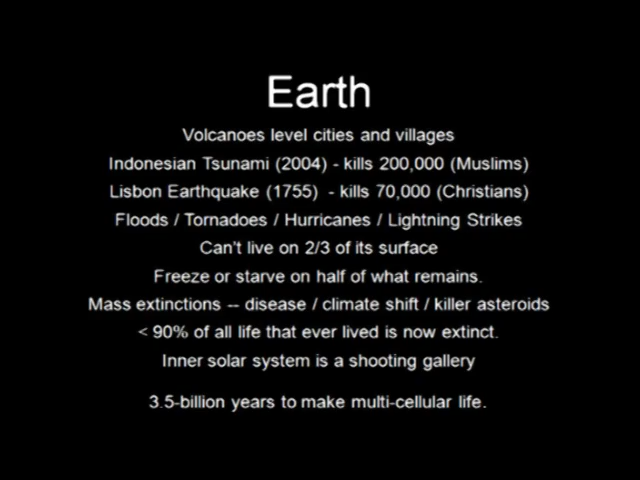 Earth
Volcanoes level cities and villages
Indonesian Tsunami (2004) - kills 200,000 (Muslims)
Lisbon Earthquake (1755)  - kills 70,000 (Christians)
Floods / Tornadoes / Hurricanes / Lightning Strikes
Can't live on 2/3 of its surface
Freeze or starve on half of what remains.
Mass extinctions -- disease / climate shift / killer asteroids
< 90% of all life that ever lived is now extinct.
Inner solar system is a shooting gallery
3.5-billion years to make multi-cellular life.